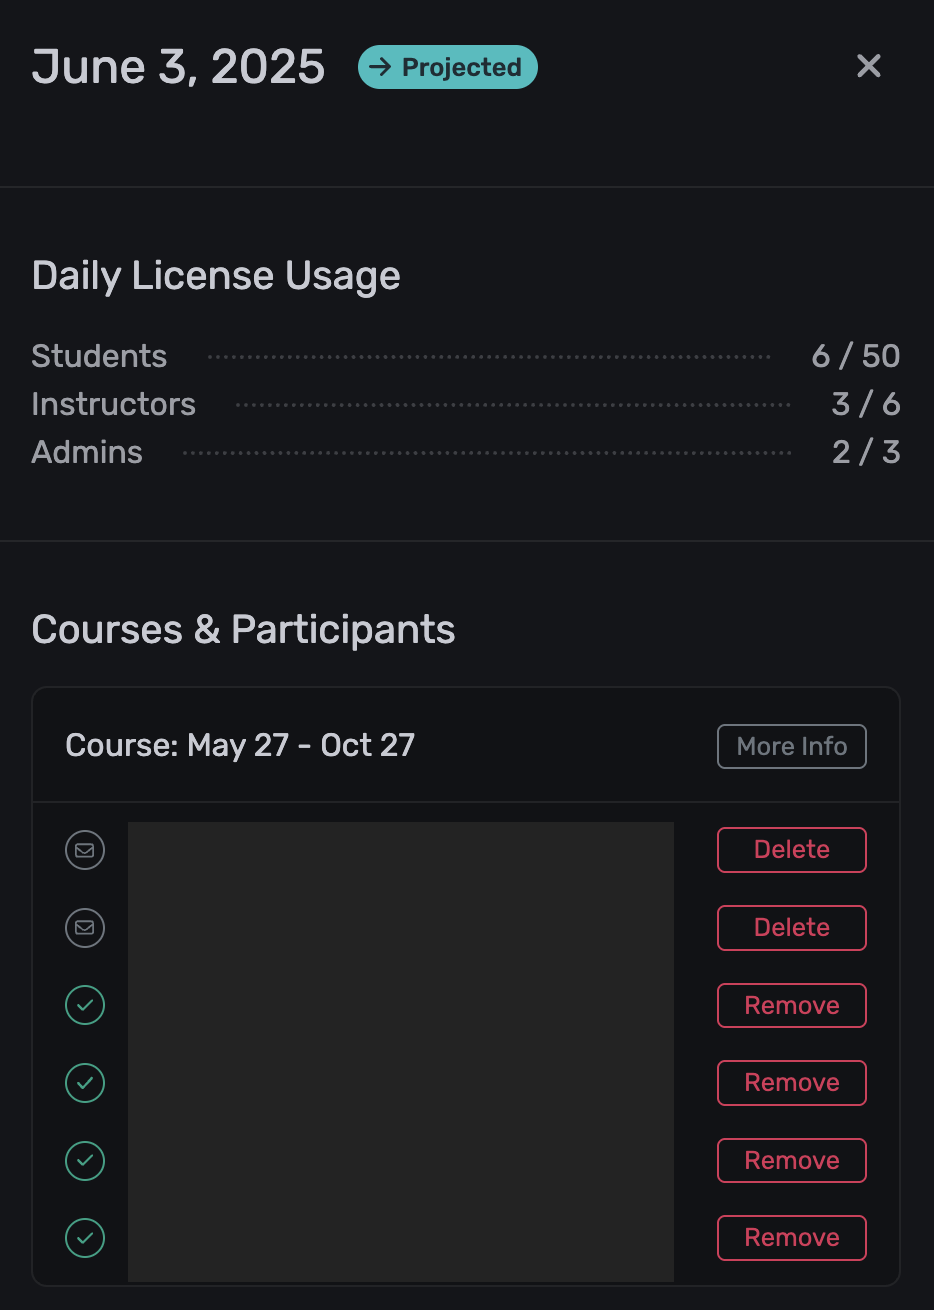 June 3, 2025 → Projected ×
Daily License Usage
Students 6 / 50
Instructors 3 / 6
Admins 2 / 3
Courses & Participants
Course: May 27 - Oct 27 More Info
Delete
Delete
Remove
Remove
Remove
Remove